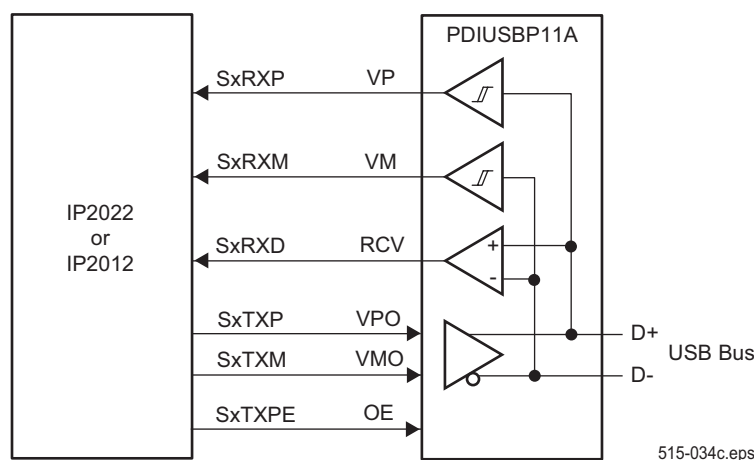 PDIUSBP11A
SxRXP VP
SxRXM VM
IP2022
or
IP2012
SxRXD RCV
+
-
SxTXP VPO
D+
USB Bus
SxTXM VMO
D-
SxTXPE OE
515-034c.eps